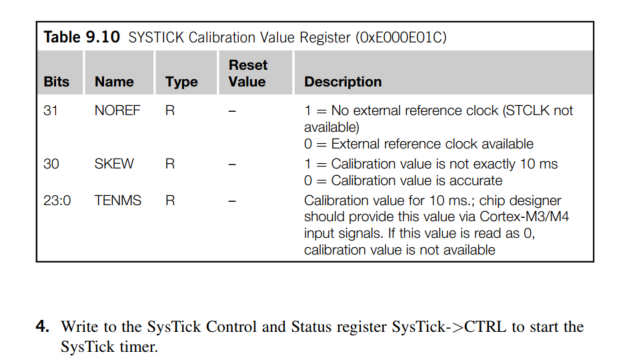 Table 9.10 SYSTICK Calibration Value Register (0xE000E01C)
Bits Name Type Reset Value Description
31 NOREF R – 1 = No external reference clock (STCLK not
available)
0 = External reference clock available
30 SKEW R – 1 = Calibration value is not exactly 10 ms
0 = Calibration value is accurate
23:0 TENMS R – Calibration value for 10 ms.; chip designer
should provide this value via Cortex-M3/M4
input signals. If this value is read as 0,
calibration value is not available
4. Write to the SysTick Control and Status register SysTick->CTRL to start the
SysTick timer.